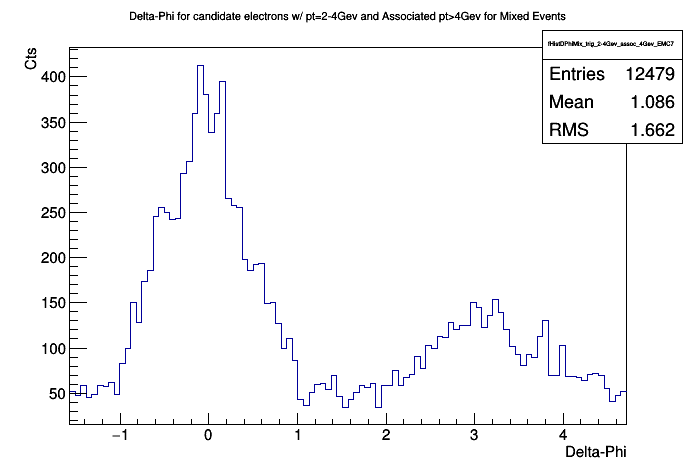 Delta-Phi for candidate electrons w/ pt=2-4Gev and Associated pt>4Gev for Mixed Events
fHistDPhiMix_trig_2-4Gev_assoc_4Gev_EMC7
Entries 12479
Mean 1.086
RMS 1.662
Cts
400
350
300
250
200
150
100
50
−1 0 1 2 3 4
Delta-Phi